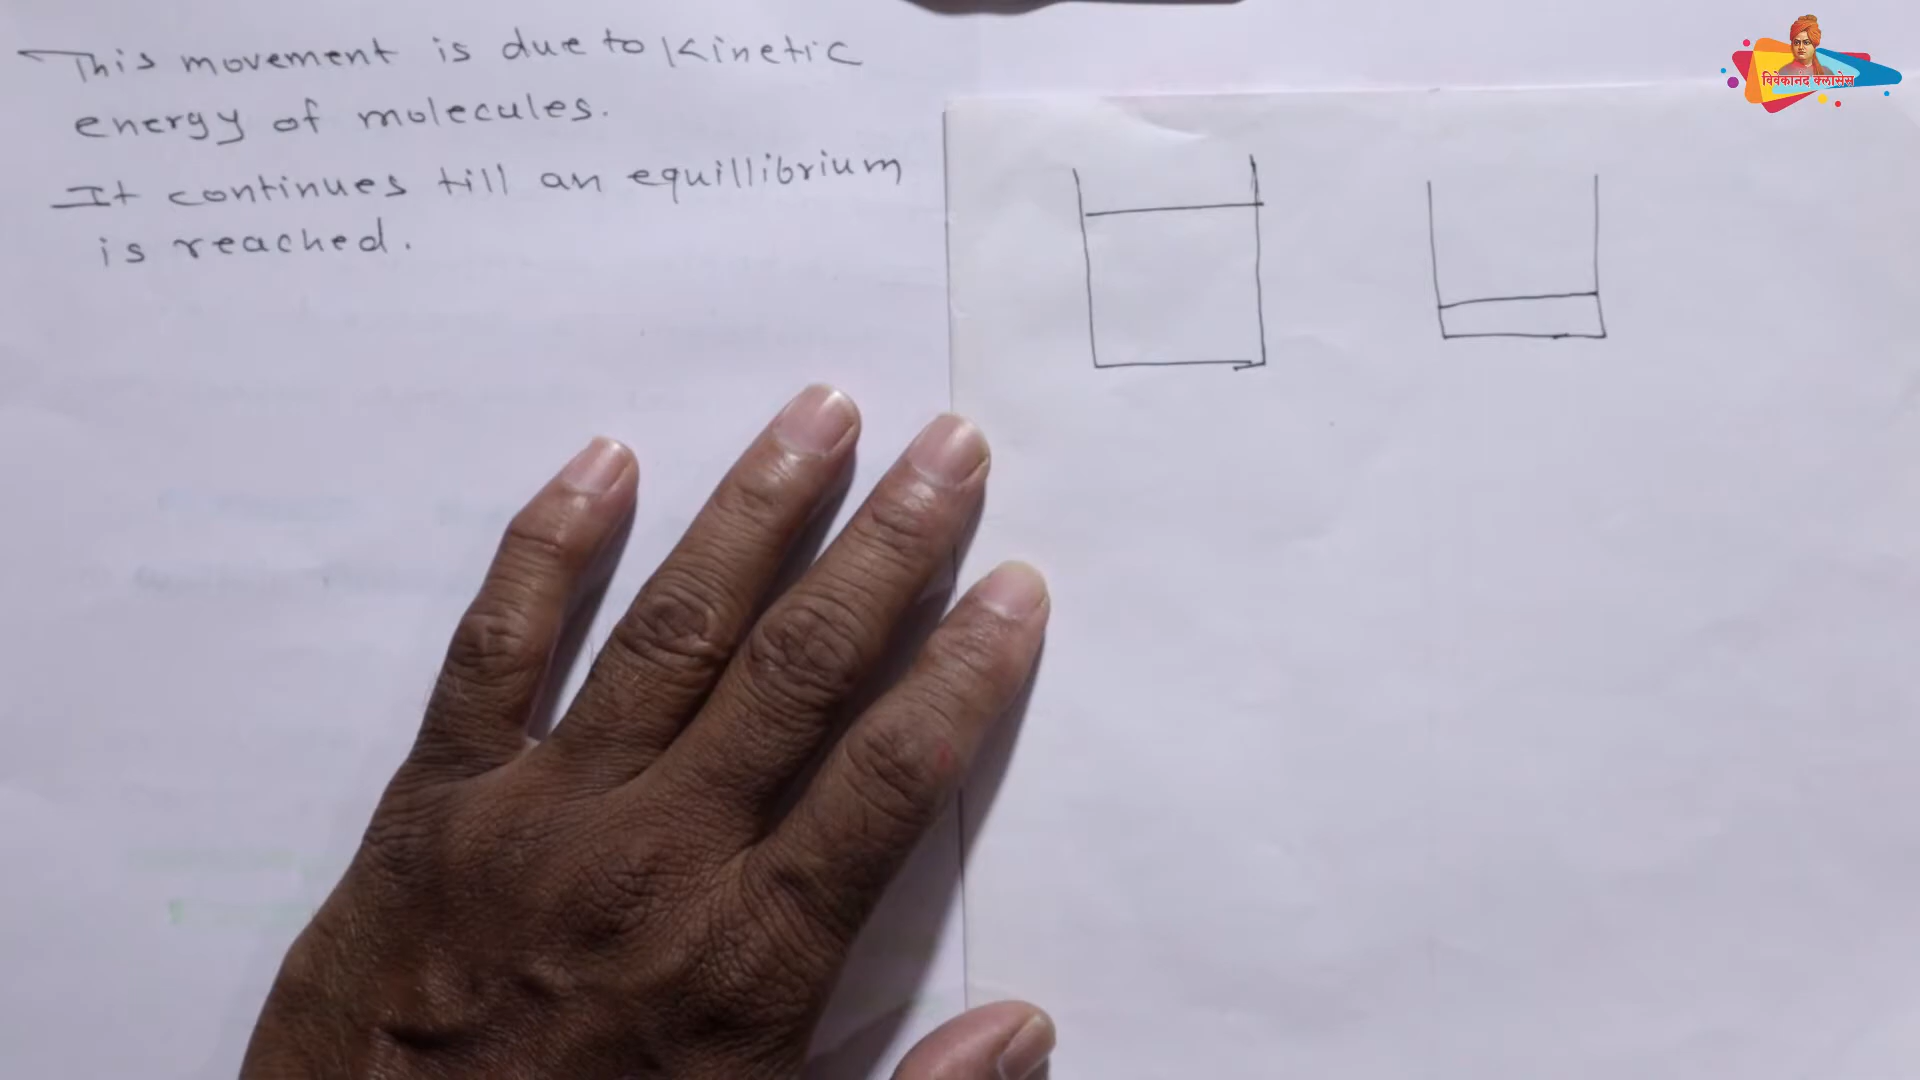 This movement is due to Kinetic
energy of molecules.
It continues till an equillibrium
is reached.
विवेकानंद क्लासेस